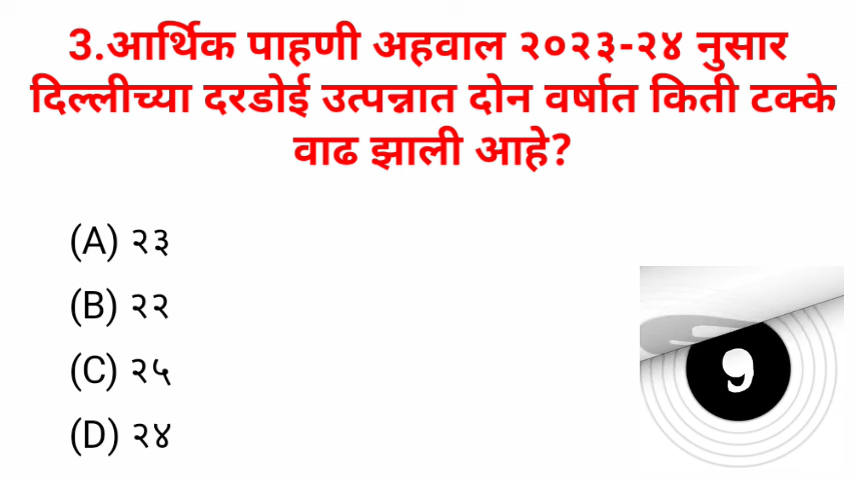 3.आर्थिक पाहणी अहवाल २०२३-२४ नुसार
दिल्लीच्या दरडोई उत्पन्नात दोन वर्षात किती टक्के
वाढ झाली आहे?
(A) २३
(B) २२
(C) २५
(D) २४
9